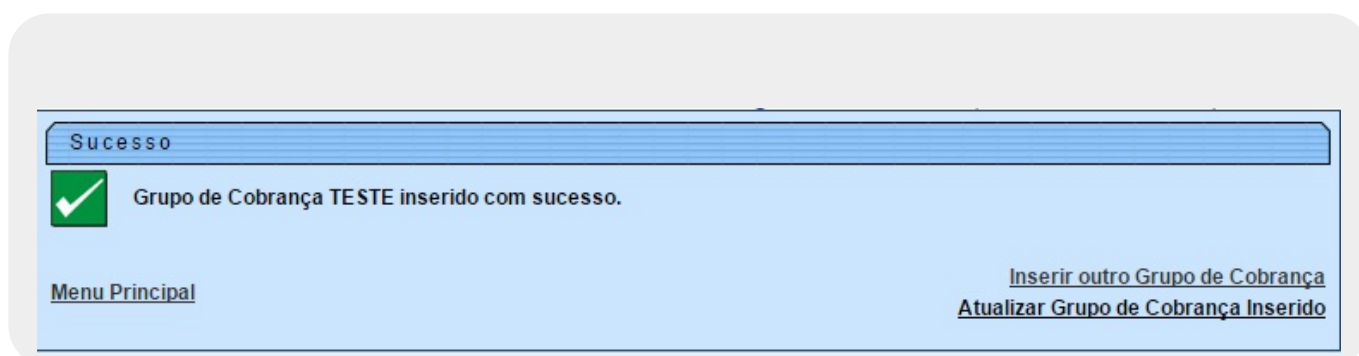 Sucesso
Grupo de Cobrança TESTE inserido com sucesso.
Menu Principal
Inserir outro Grupo de Cobrança
Atualizar Grupo de Cobrança Inserido